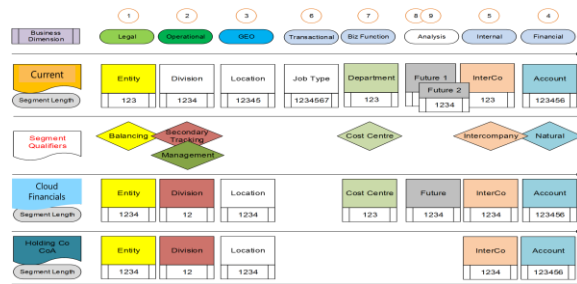 1 2 3 6 7 8 9 5 4
Business Dimension Legal Operational GEO Transactional Biz Function Analysis Internal Financial
Current Entity Division Location Job Type Department Future 1 InterCo Account
Future 2
Segment Length 123 1234 12345 1234567 123 1234 123 123456
Segment Qualifiers Balancing Secondary Tracking Cost Centre Intercompany Natural
Management
Cloud Financials Entity Division Location Cost Centre Future InterCo Account
Segment Length 1234 12 1234 123 1234 1234 123456
Holding Co CoA Entity Division Location InterCo Account
Segment Length 1234 12 1234 1234 123456